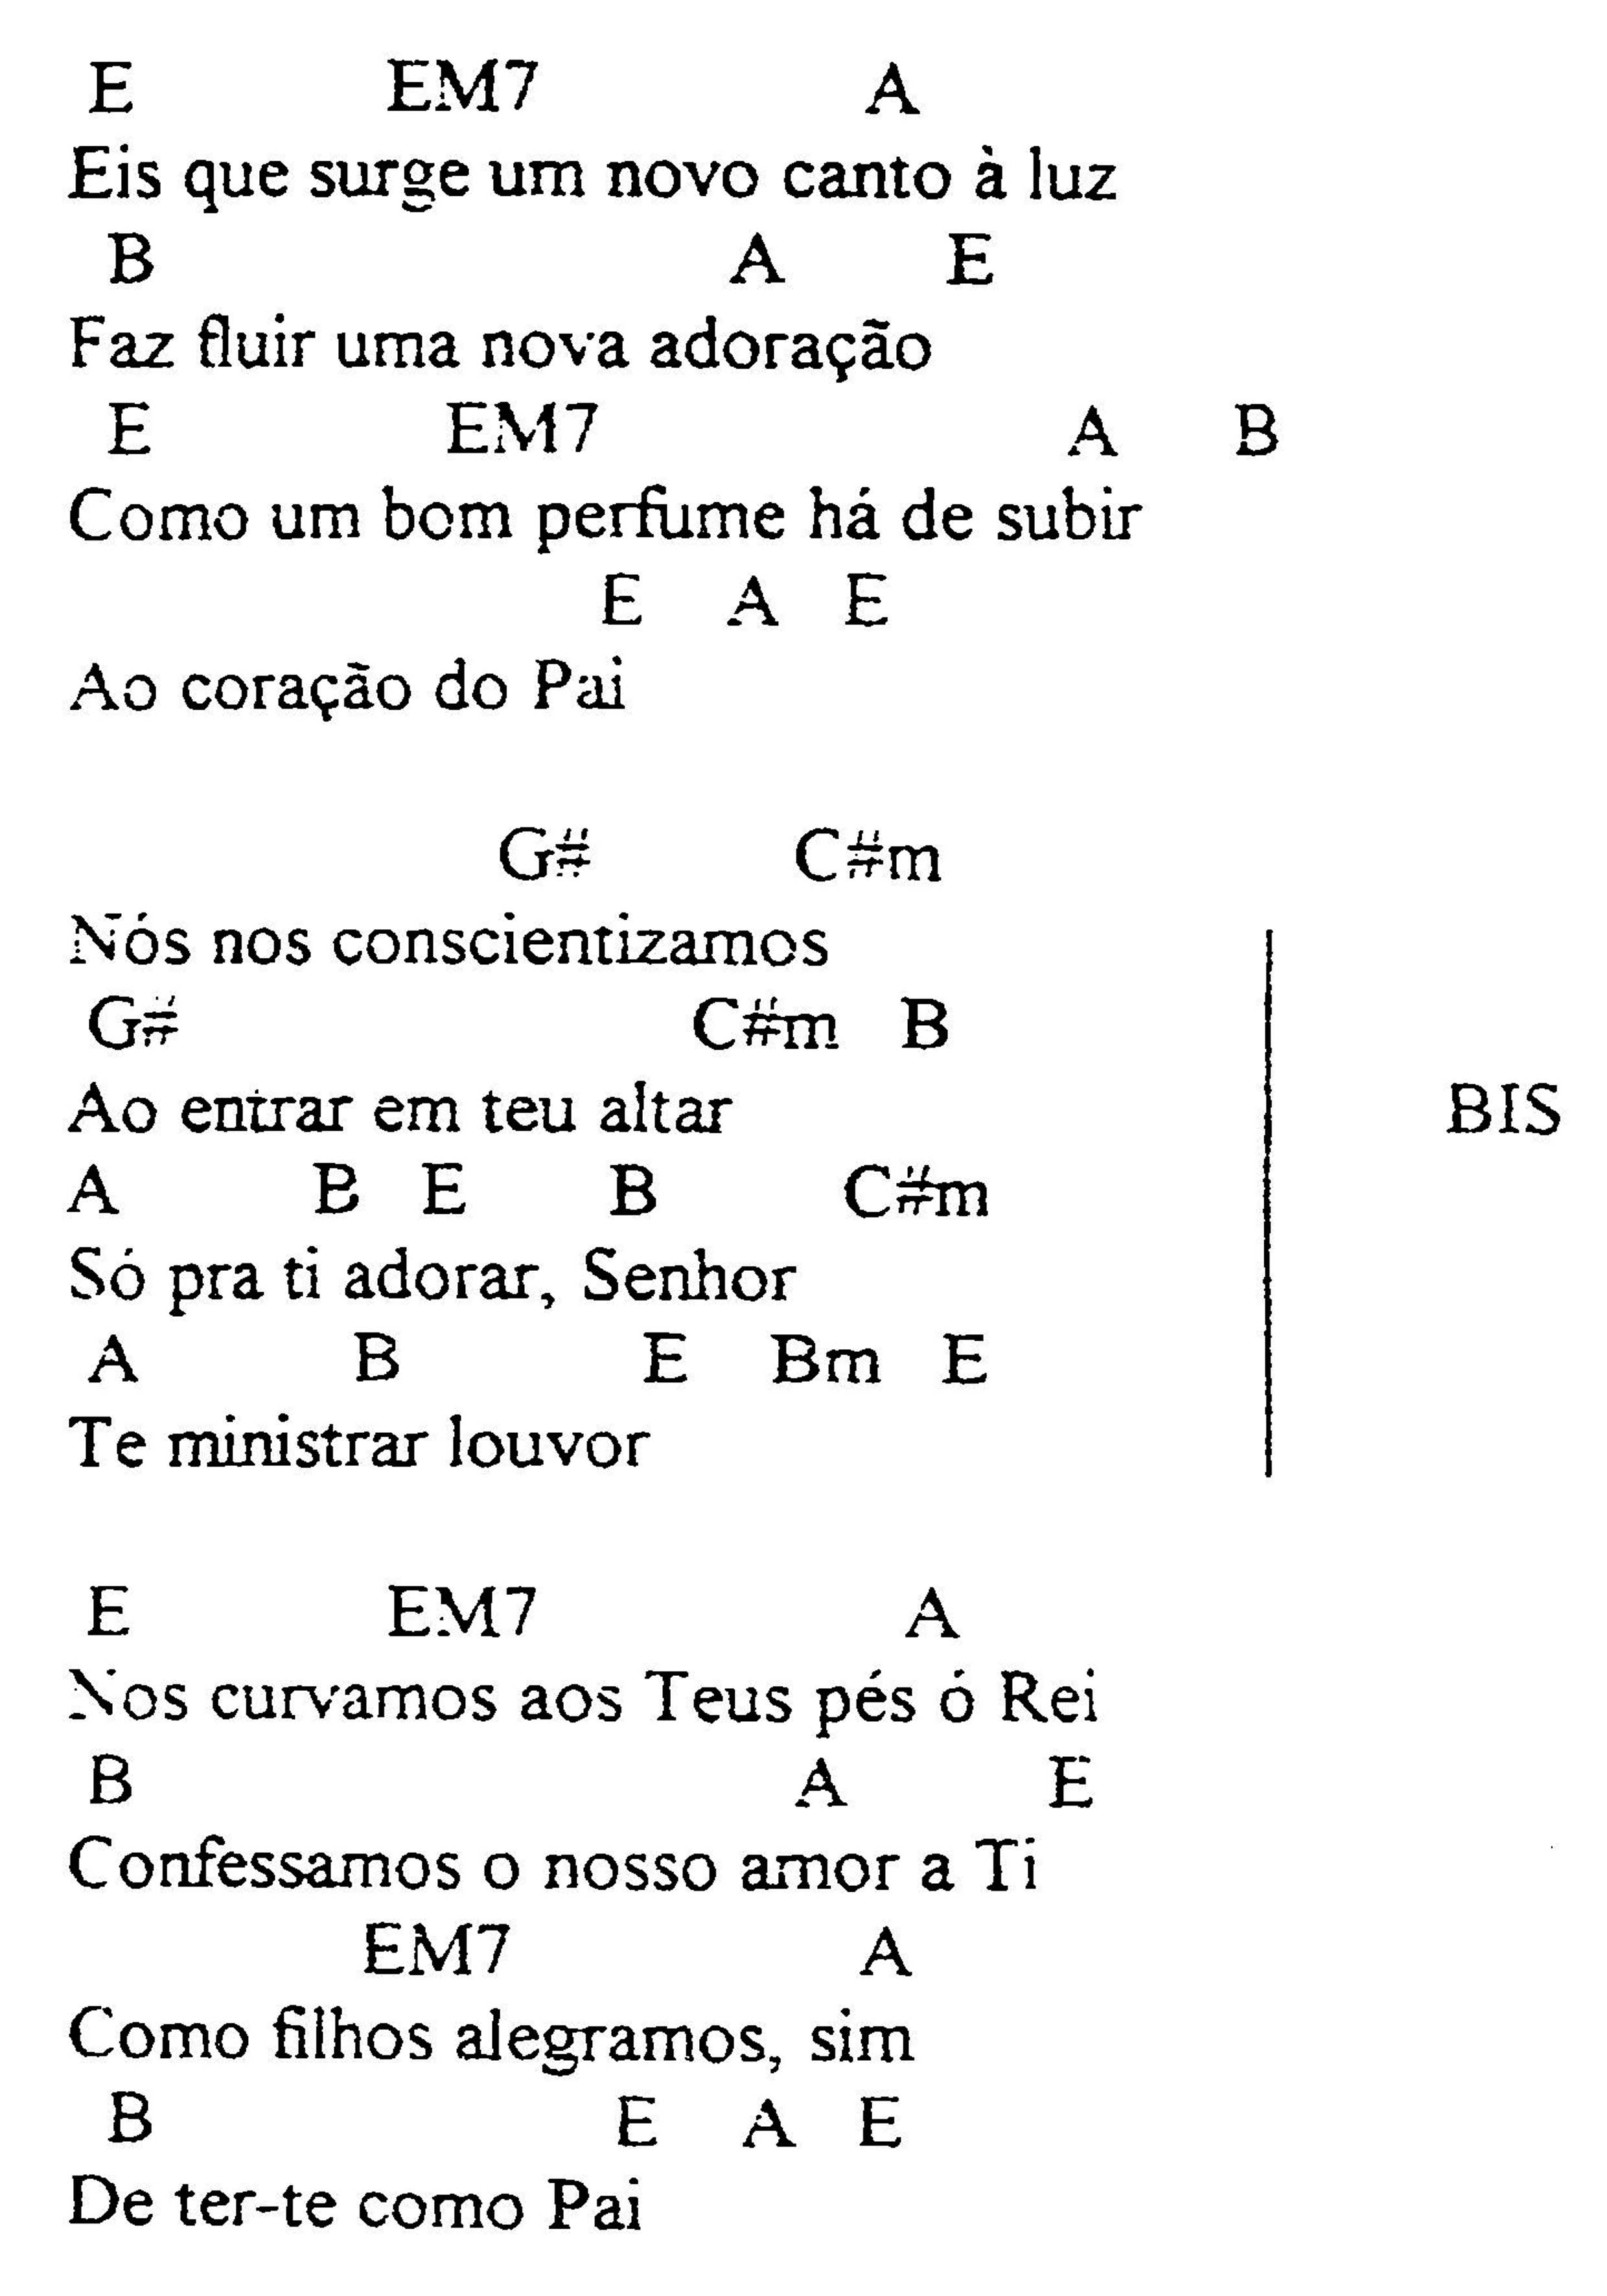 E EM7 A
Eis que surge um novo canto à luz
B A E
Faz fluir uma nova adoração
E EM7 A B
Como um bom perfume há de subir
E A E
Ao coração do Pai
G# C#m
Nós nos conscientizamos
G# C#m B
Ao entrar em teu altar
BIS
A B E B C#m
Só pra ti adorar, Senhor
A B E Bm E
Te ministrar louvor
E EM7 A
Nos curvamos aos Teus pés ó Rei
B A E
Confessamos o nosso amor a Ti
EM7 A
Como filhos alegramos, sim
B E A E
De ter-te como Pai